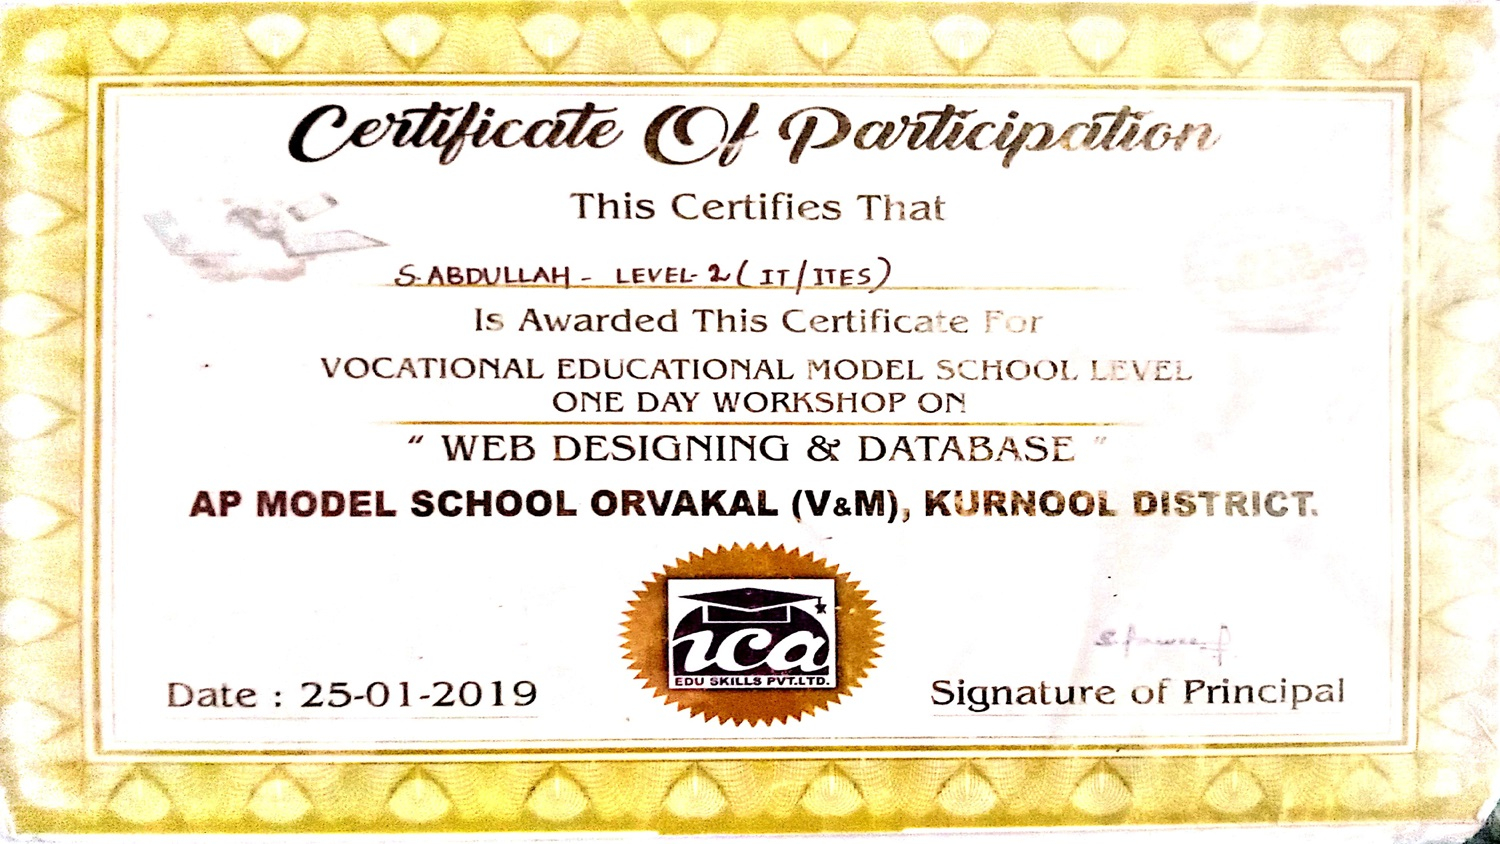 Certificate Of Participation
This Certifies That
S. ABDULLAH - LEVEL-2 (IT/ITES)
Is Awarded This Certificate For
VOCATIONAL EDUCATIONAL MODEL SCHOOL LEVEL
ONE DAY WORKSHOP ON
“ WEB DESIGNING & DATABASE ”
AP MODEL SCHOOL ORVAKAL (V&M), KURNOOL DISTRICT.
ica
EDU SKILLS PVT.LTD.
Date : 25-01-2019
Signature of Principal